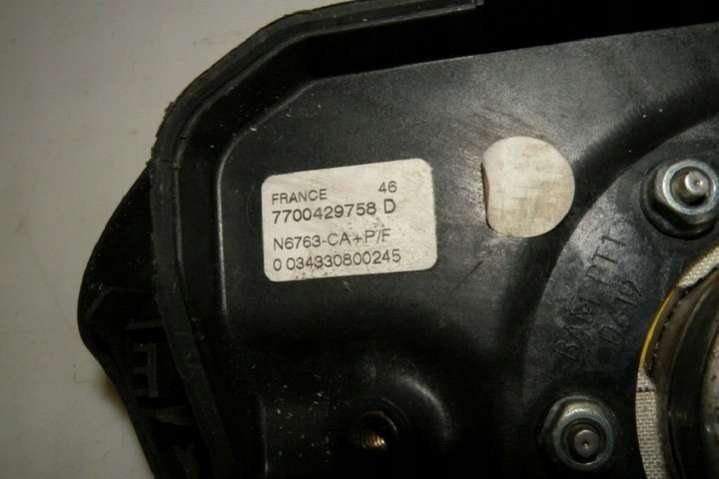 FRANCE 46
7700429758 D
N6763-CA+P/F
0 034330800245